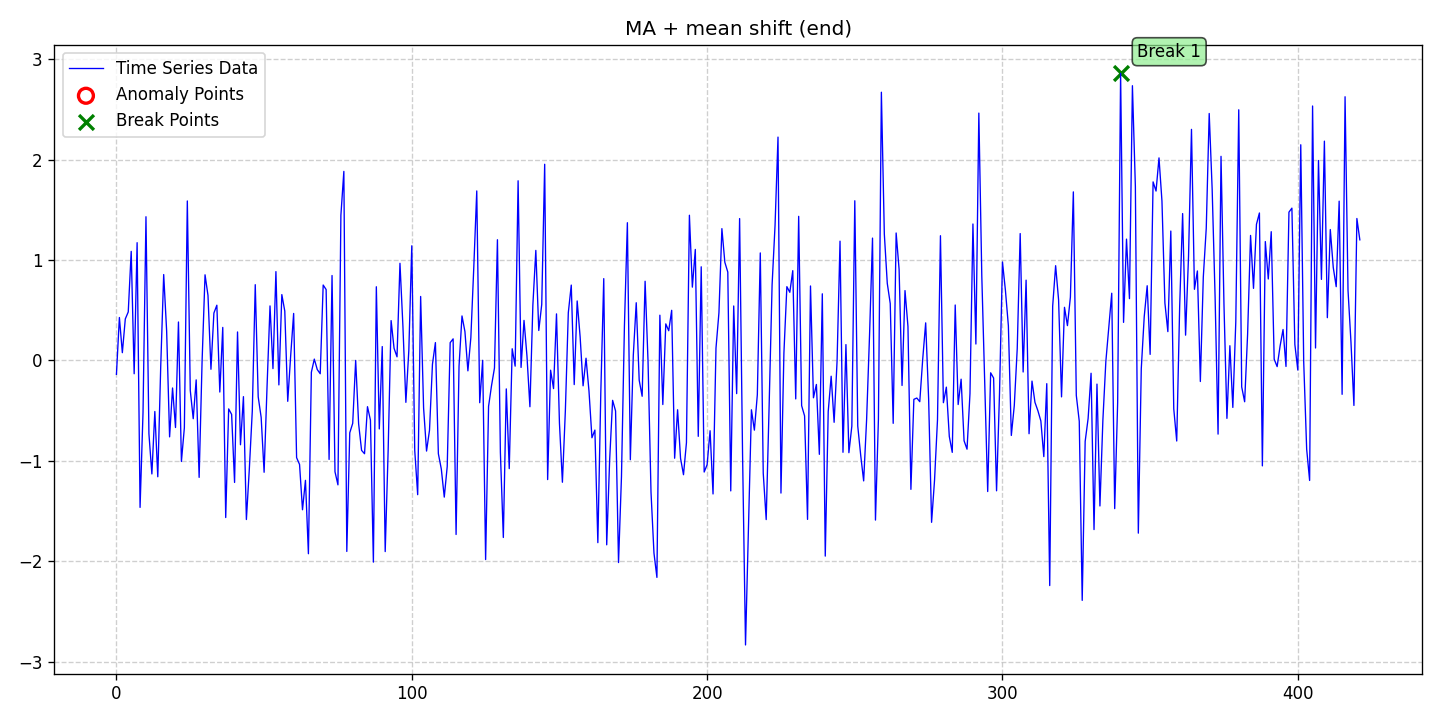 MA + mean shift (end)
Break 1
Time Series Data
Anomaly Points
Break Points
3
2
1
0
−1
−2
−3
0
100
200
300
400